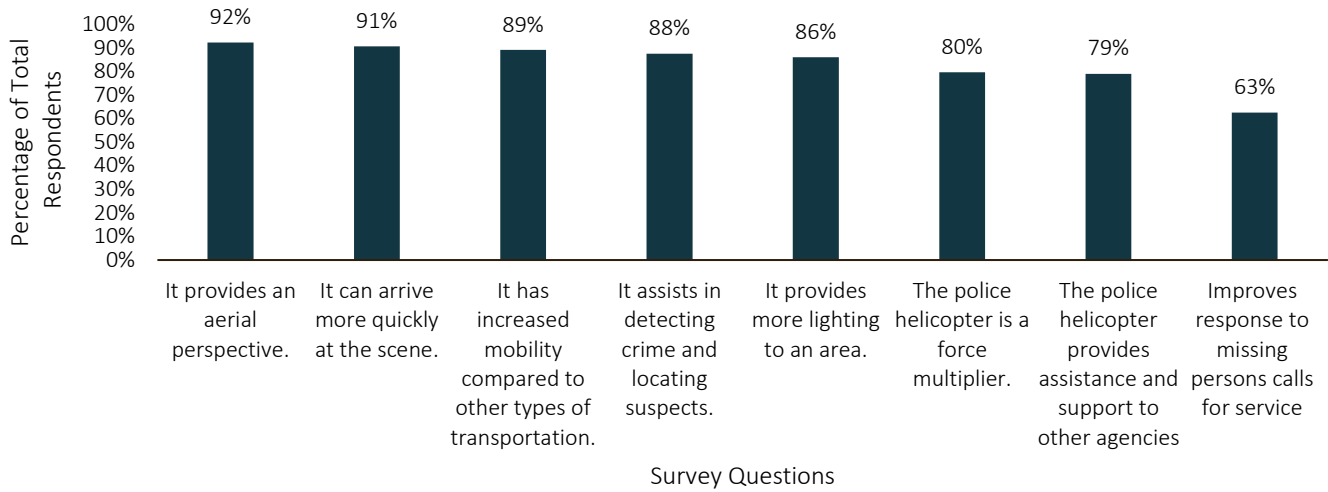 Percentage of Total
Respondents
100%
90%
80%
70%
60%
50%
40%
30%
20%
10%
0%
92%
91%
89%
88%
86%
80%
79%
63%
It provides an
aerial
perspective.
It can arrive
more quickly
at the scene.
It has
increased
mobility
compared to
other types of
transportation.
It assists in
detecting
crime and
locating
suspects.
It provides
more lighting
to an area.
The police
helicopter is a
force
multiplier.
The police
helicopter
provides
assistance and
support to
other agencies
Improves
response to
missing
persons calls
for service
Survey Questions